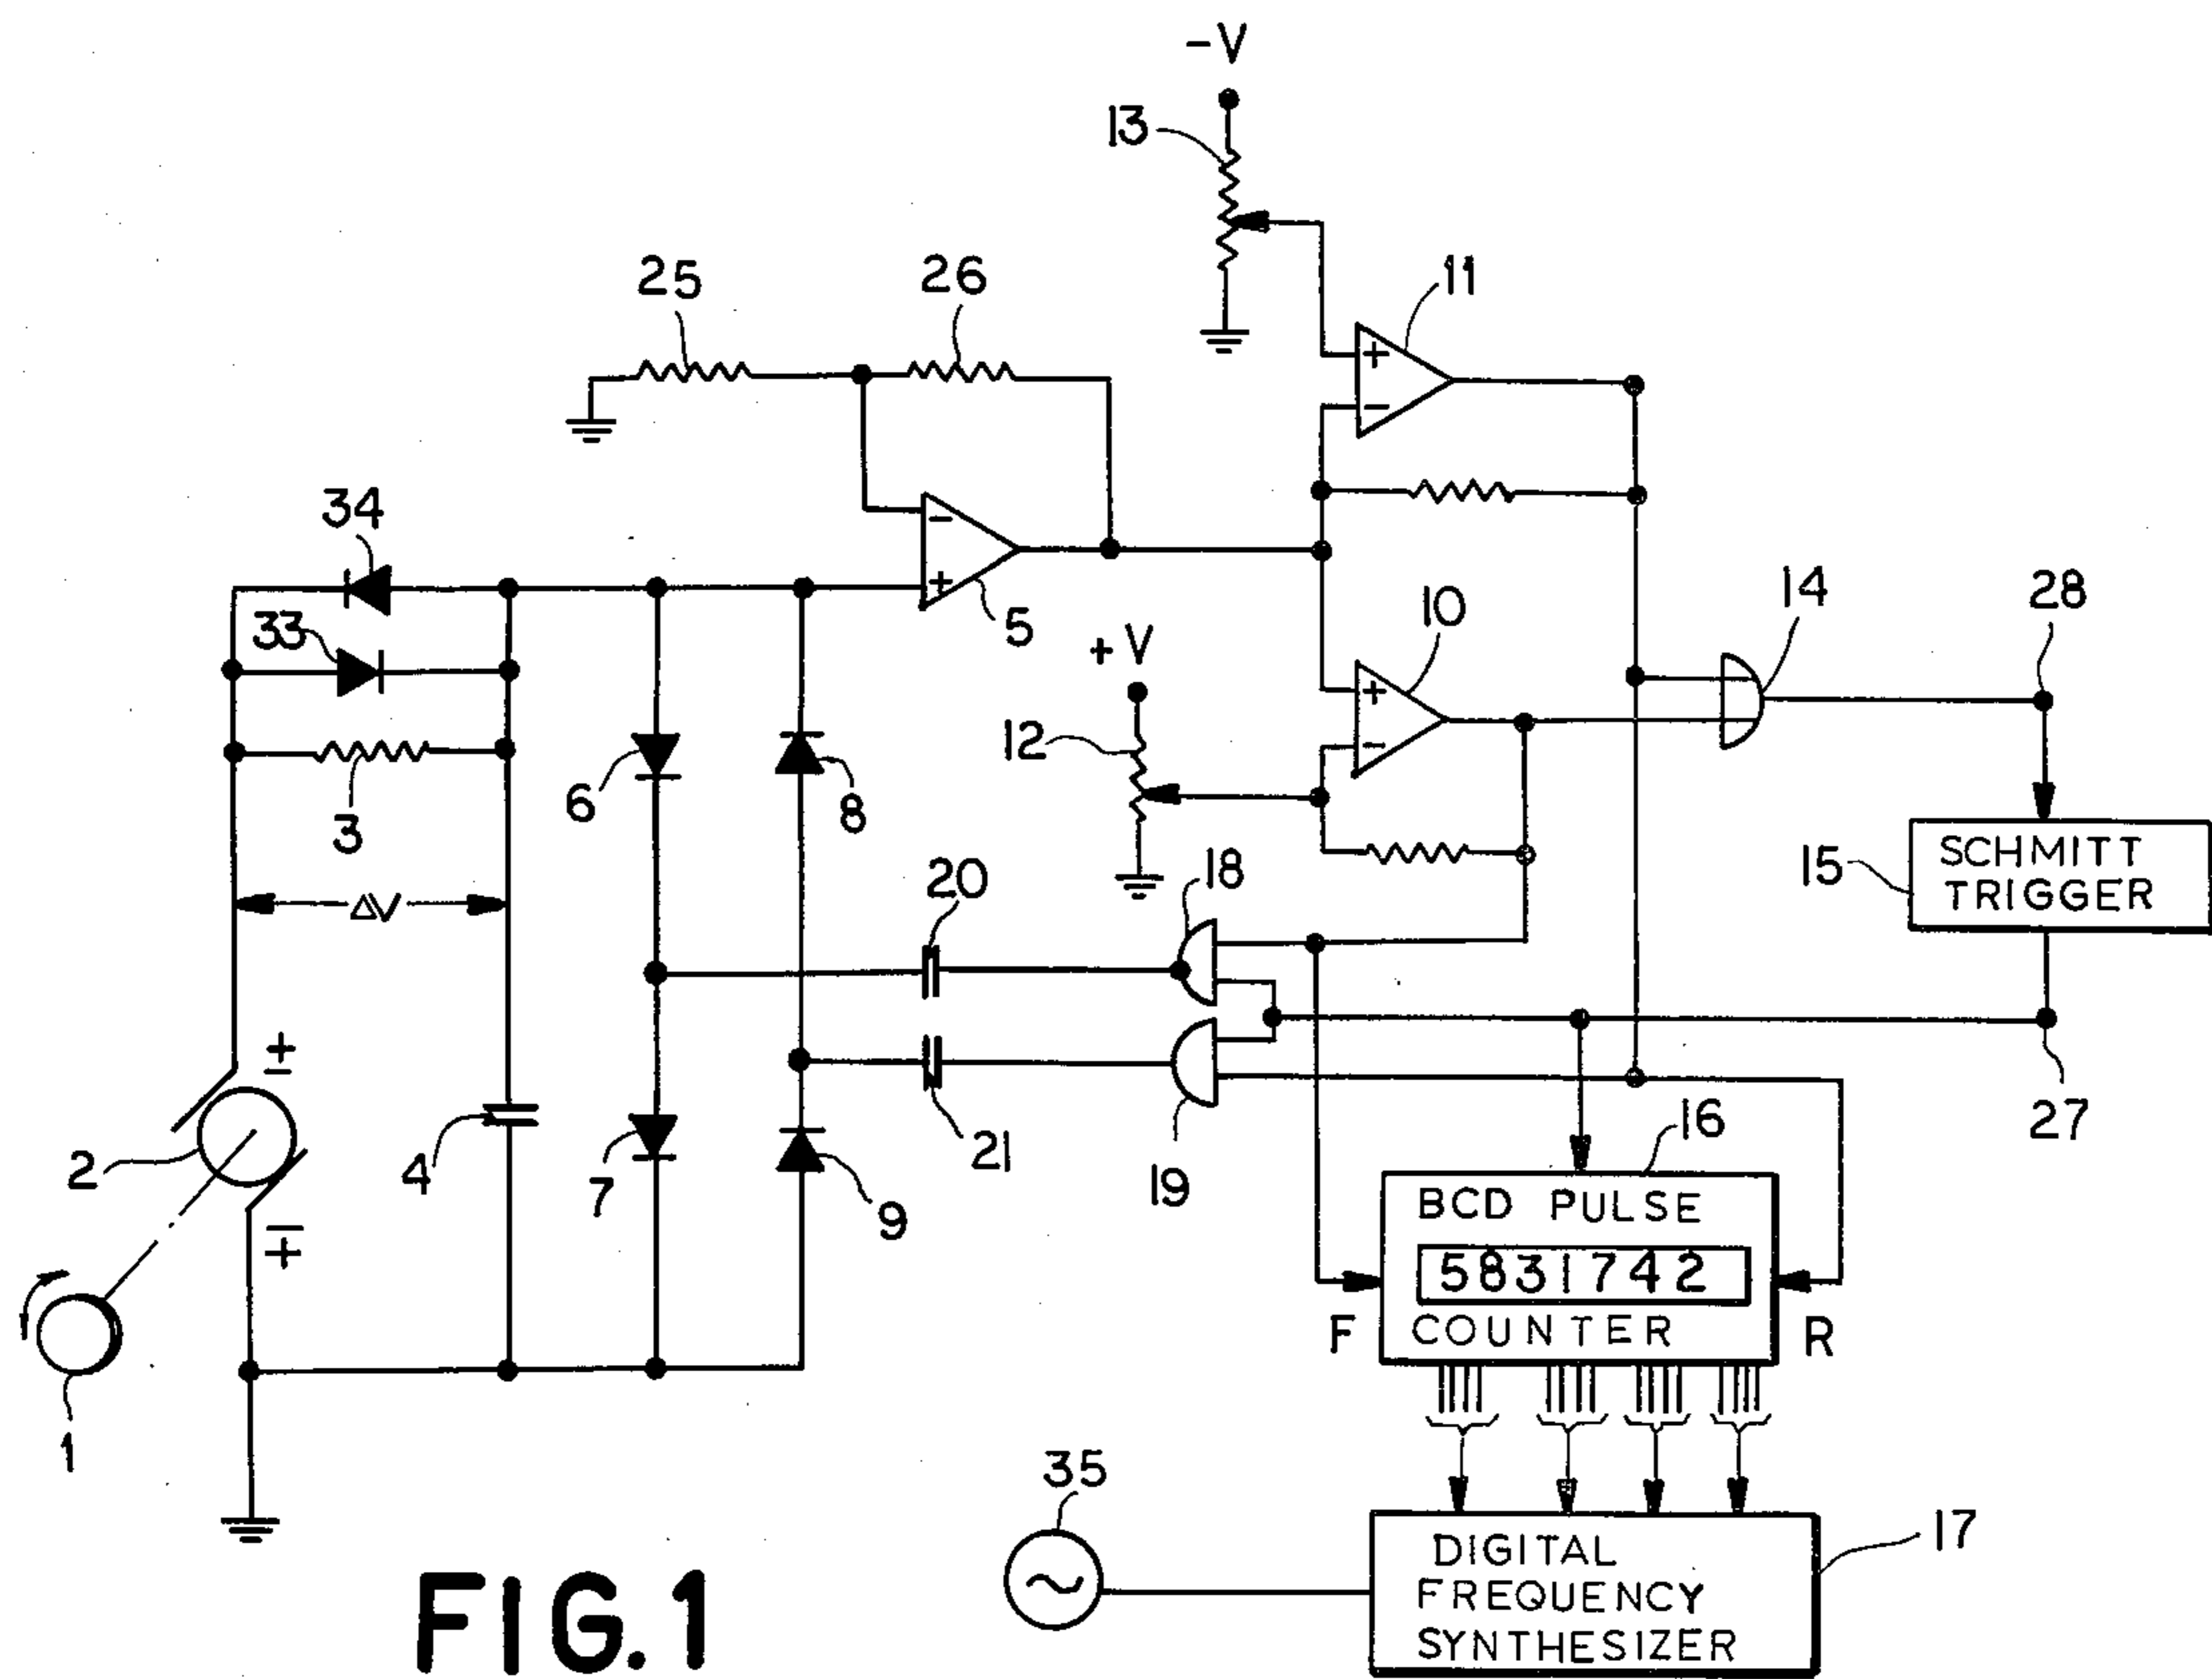 -V
13
25
26
11
34
33
5
+V
10
14
28
12
6
8
3
ΔV
20
18
15
SCHMITT
TRIGGER
±
2
4
7
21
9
19
16
27
∓
BCD PULSE
5831742
F
COUNTER
R
1
35
17
DIGITAL
FREQUENCY
SYNTHESIZER
FIG.1